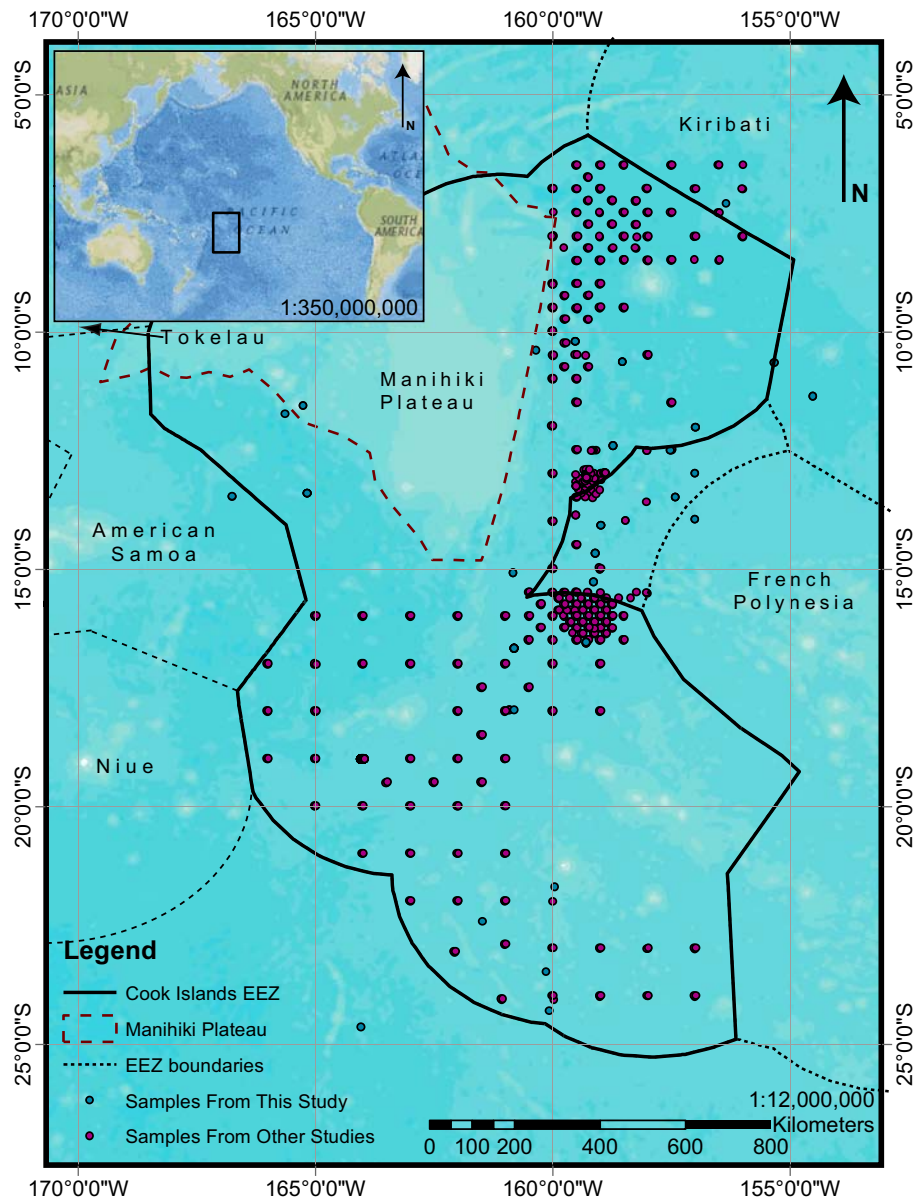 170°0'0"W 165°0'0"W 160°0'0"W 155°0'0"W
5°0'0"S 5°0'0"S
ASIA
NORTH
AMERICA
N
PACIFIC
OCEAN
SOUTH
AMERICA
1:350,000,000
Kiribati
N
10°0'0"S 10°0'0"S
Tokelau
Manihiki
Plateau
American
Samoa
15°0'0"S 15°0'0"S
French
Polynesia
Niue
20°0'0"S 20°0'0"S
Legend
Cook Islands EEZ
Manihiki Plateau
EEZ boundaries
Samples From This Study
Samples From Other Studies
25°0'0"S 25°0'0"S
1:12,000,000
Kilometers
0 100 200 400 600 800
170°0'0"W 165°0'0"W 160°0'0"W 155°0'0"W